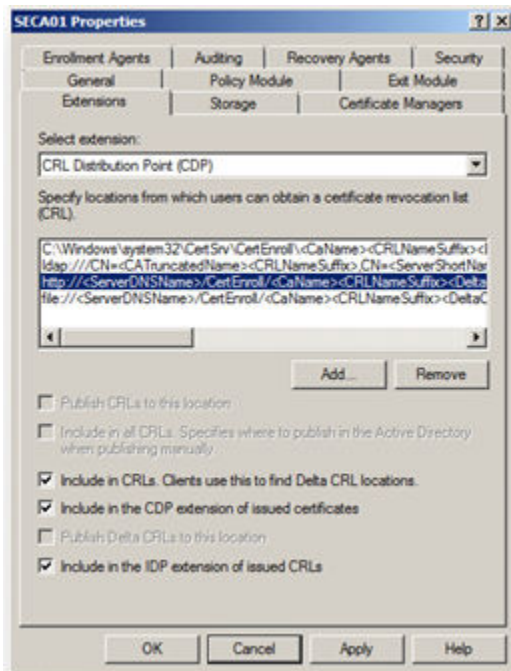 SECA01 Properties
Enrollment Agents Auditing Recovery Agents Security
General Policy Module Exit Module
Extensions Storage Certificate Managers
Select extension:
CRL Distribution Point (CDP)
Specify locations from which users can obtain a certificate revocation list
(CRL).
C:\Windows\system32\CertSrv\CertEnroll\<CaName><CRLNameSuffix><
ldap:///CN=<CATruncatedName><CRLNameSuffix>,CN=<ServerShortNar
http://<ServerDNSName>/CertEnroll/<CaName><CRLNameSuffix><Delta
file://<ServerDNSName>/CertEnroll/<CaName><CRLNameSuffix><DeltaC
Add... Remove
Publish CRLs to this location
Include in all CRLs. Specifies where to publish in the Active Directory
when publishing manually.
Include in CRLs. Clients use this to find Delta CRL locations.
Include in the CDP extension of issued certificates
Publish Delta CRLs to this location
Include in the IDP extension of issued CRLs
OK Cancel Apply Help